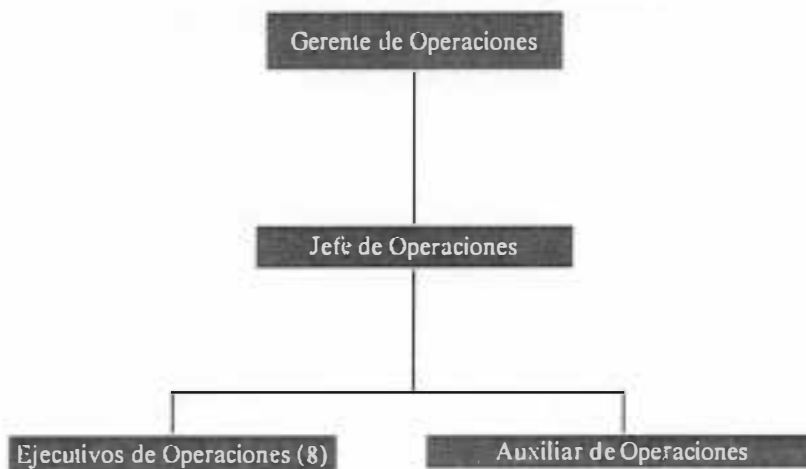 Gerente de Operaciones
Jefe de Operaciones
Ejecutivos de Operaciones (8)
Auxiliar de Operaciones